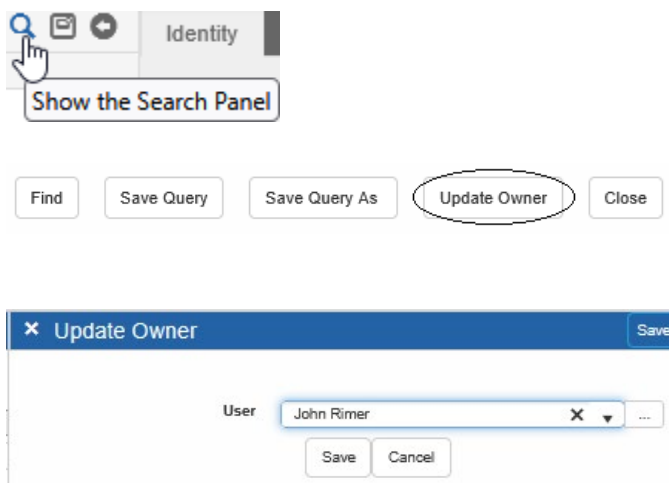 Identity
Show the Search Panel
Find Save Query Save Query As Update Owner Close
× Update Owner Save
User John Rimer × ...
Save Cancel